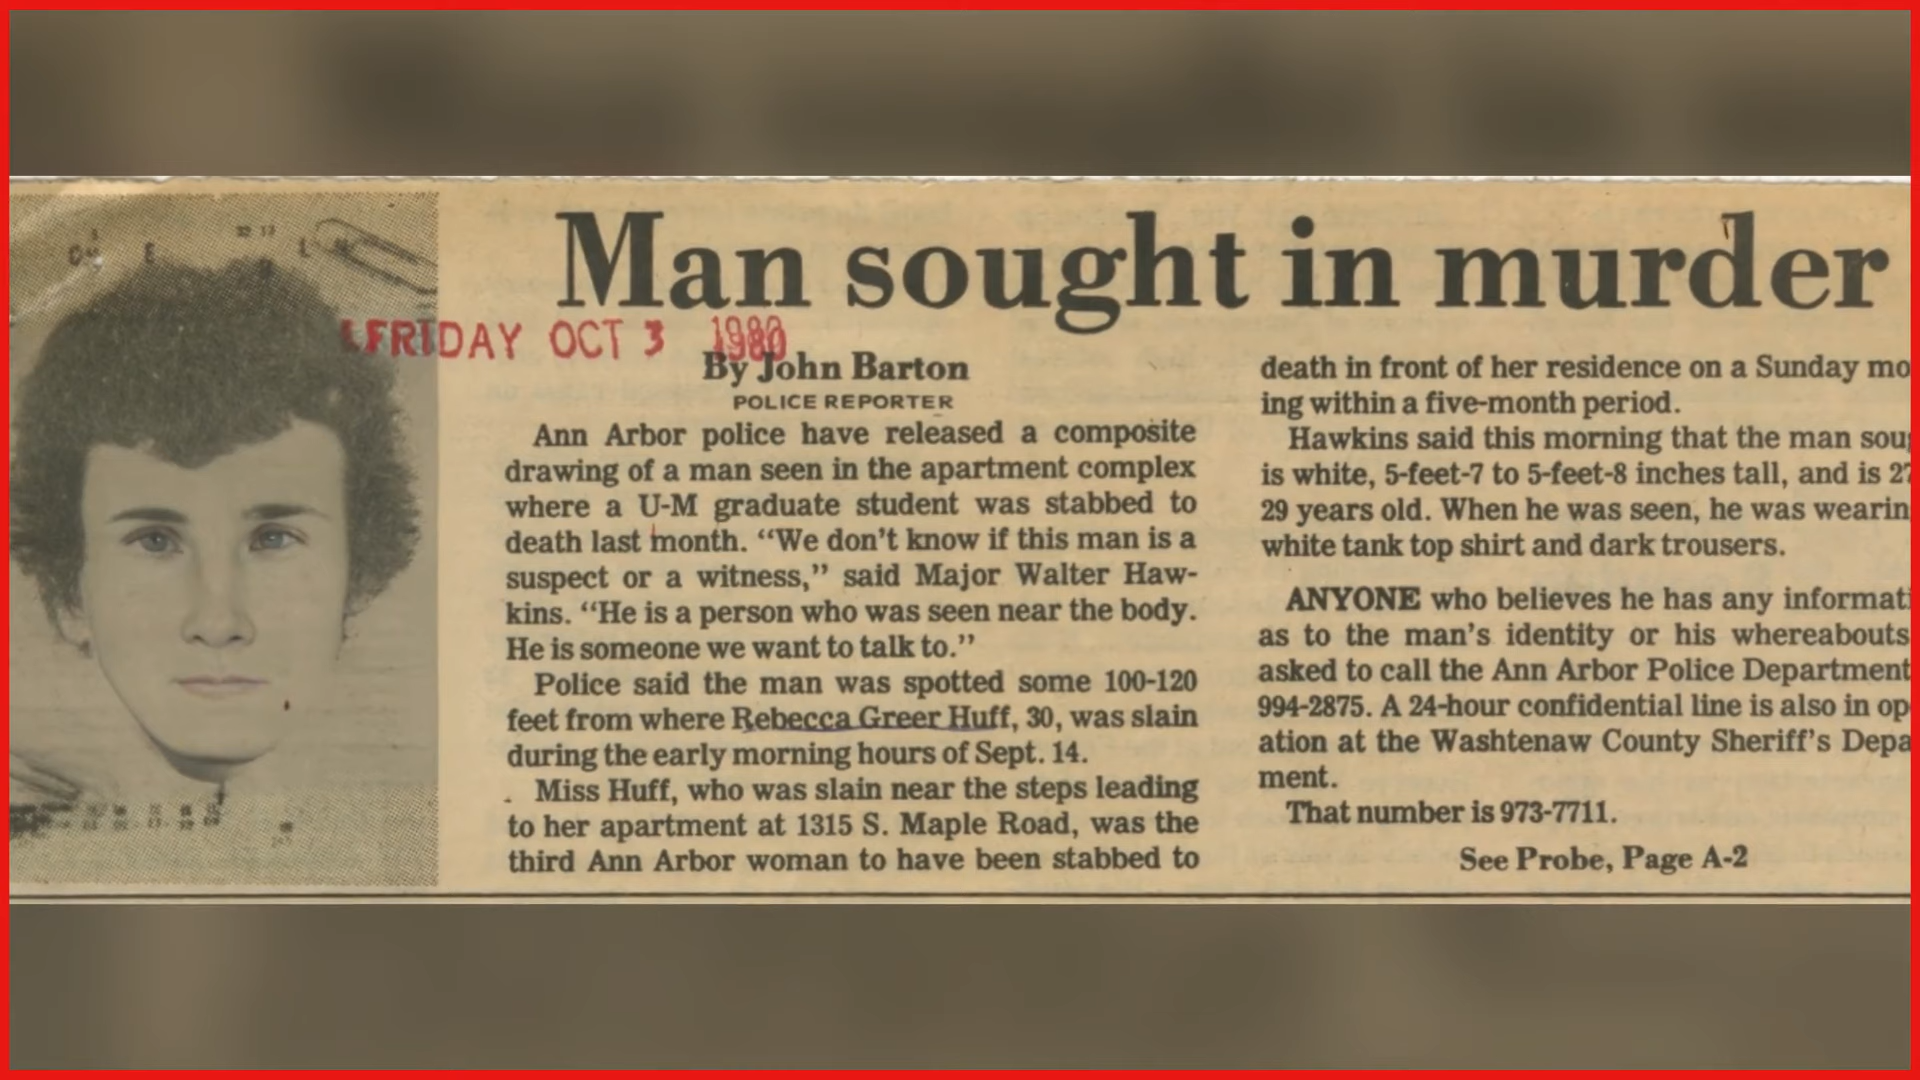 Man sought in murder
FRIDAY OCT 3 1980
By John Barton
POLICE REPORTER
Ann Arbor police have released a composite
drawing of a man seen in the apartment complex
where a U-M graduate student was stabbed to
death last month. “We don’t know if this man is a
suspect or a witness,” said Major Walter Haw-
kins. “He is a person who was seen near the body.
He is someone we want to talk to.”
Police said the man was spotted some 100-120
feet from where Rebecca Greer Huff, 30, was slain
during the early morning hours of Sept. 14.
Miss Huff, who was slain near the steps leading
to her apartment at 1315 S. Maple Road, was the
third Ann Arbor woman to have been stabbed to
death in front of her residence on a Sunday mo
ing within a five-month period.
Hawkins said this morning that the man soug
is white, 5-feet-7 to 5-feet-8 inches tall, and is 27
29 years old. When he was seen, he was wearin
white tank top shirt and dark trousers.
ANYONE who believes he has any informati
as to the man’s identity or his whereabouts
asked to call the Ann Arbor Police Department
994-2875. A 24-hour confidential line is also in op
ation at the Washtenaw County Sheriff’s Depa
ment.
That number is 973-7711.
See Probe, Page A-2